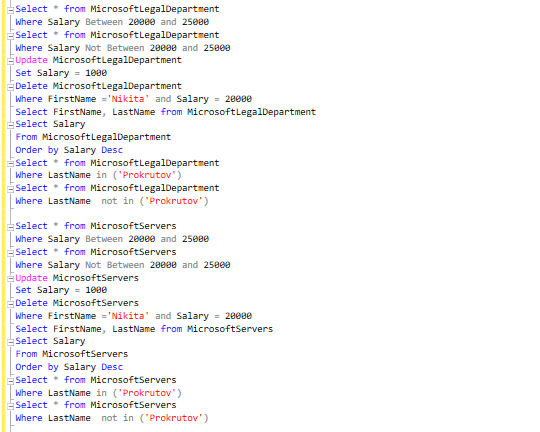 Select * from MicrosoftLegalDepartment
Where Salary Between 20000 and 25000
Select * from MicrosoftLegalDepartment
Where Salary Not Between 20000 and 25000
Update MicrosoftLegalDepartment
Set Salary = 1000
Delete MicrosoftLegalDepartment
Where FirstName ='Nikita' and Salary = 20000
Select FirstName, LastName from MicrosoftLegalDepartment
Select Salary
From MicrosoftLegalDepartment
Order by Salary Desc
Select * from MicrosoftLegalDepartment
Where LastName in ('Prokrutov')
Select * from MicrosoftLegalDepartment
Where LastName  not in ('Prokrutov')

Select * from MicrosoftServers
Where Salary Between 20000 and 25000
Select * from MicrosoftServers
Where Salary Not Between 20000 and 25000
Update MicrosoftServers
Set Salary = 1000
Delete MicrosoftServers
Where FirstName ='Nikita' and Salary = 20000
Select FirstName, LastName from MicrosoftServers
Select Salary
From MicrosoftServers
Order by Salary Desc
Select * from MicrosoftServers
Where LastName in ('Prokrutov')
Select * from MicrosoftServers
Where LastName  not in ('Prokrutov')